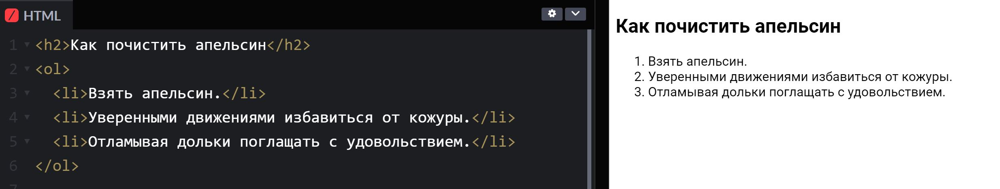 HTML
1 <h2>Как почистить апельсин</h2>
2 <ol>
3 <li>Взять апельсин.</li>
4 <li>Уверенными движениями избавиться от кожуры.</li>
5 <li>Отламывая дольки поглащать с удовольствием.</li>
6 </ol>
7
Как почистить апельсин
1. Взять апельсин.
2. Уверенными движениями избавиться от кожуры.
3. Отламывая дольки поглащать с удовольствием.